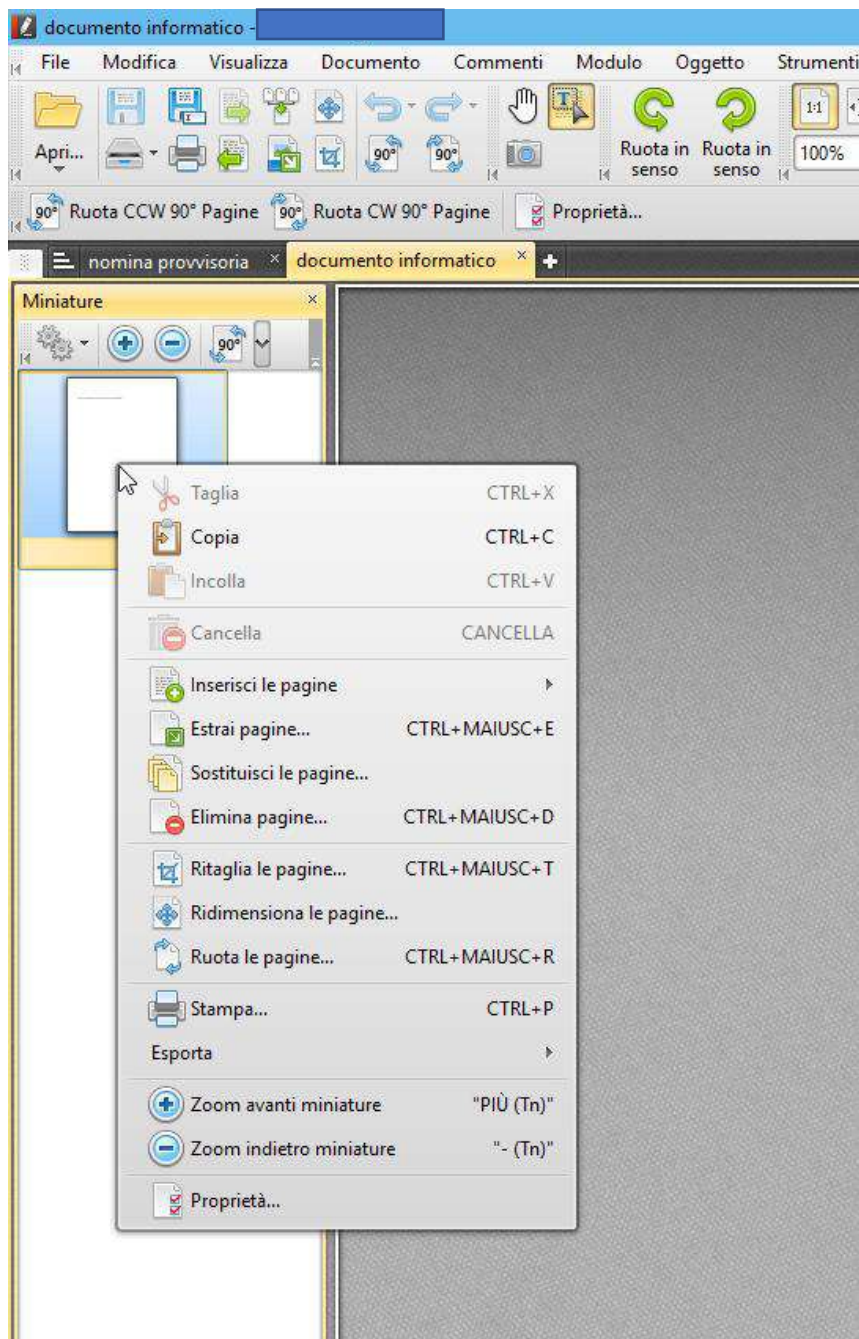 documento informatico -
File Modifica Visualizza Documento Commenti Modulo Oggetto Strumenti
1:1
Apri... 90° 90° Ruota in senso Ruota in senso 100%
90° Ruota CCW 90° Pagine 90° Ruota CW 90° Pagine Proprietà...
nomina provvisoria × documento informatico ×
Miniature ×
90°
Taglia CTRL+X
Copia CTRL+C
Incolla CTRL+V
Cancella CANCELLA
Inserisci le pagine
Estrai pagine... CTRL+MAIUSC+E
Sostituisci le pagine...
Elimina pagine... CTRL+MAIUSC+D
Ritaglia le pagine... CTRL+MAIUSC+T
Ridimensiona le pagine...
Ruota le pagine... CTRL+MAIUSC+R
Stampa... CTRL+P
Esporta
Zoom avanti miniature "PIÙ (Tn)"
Zoom indietro miniature "- (Tn)"
Proprietà...